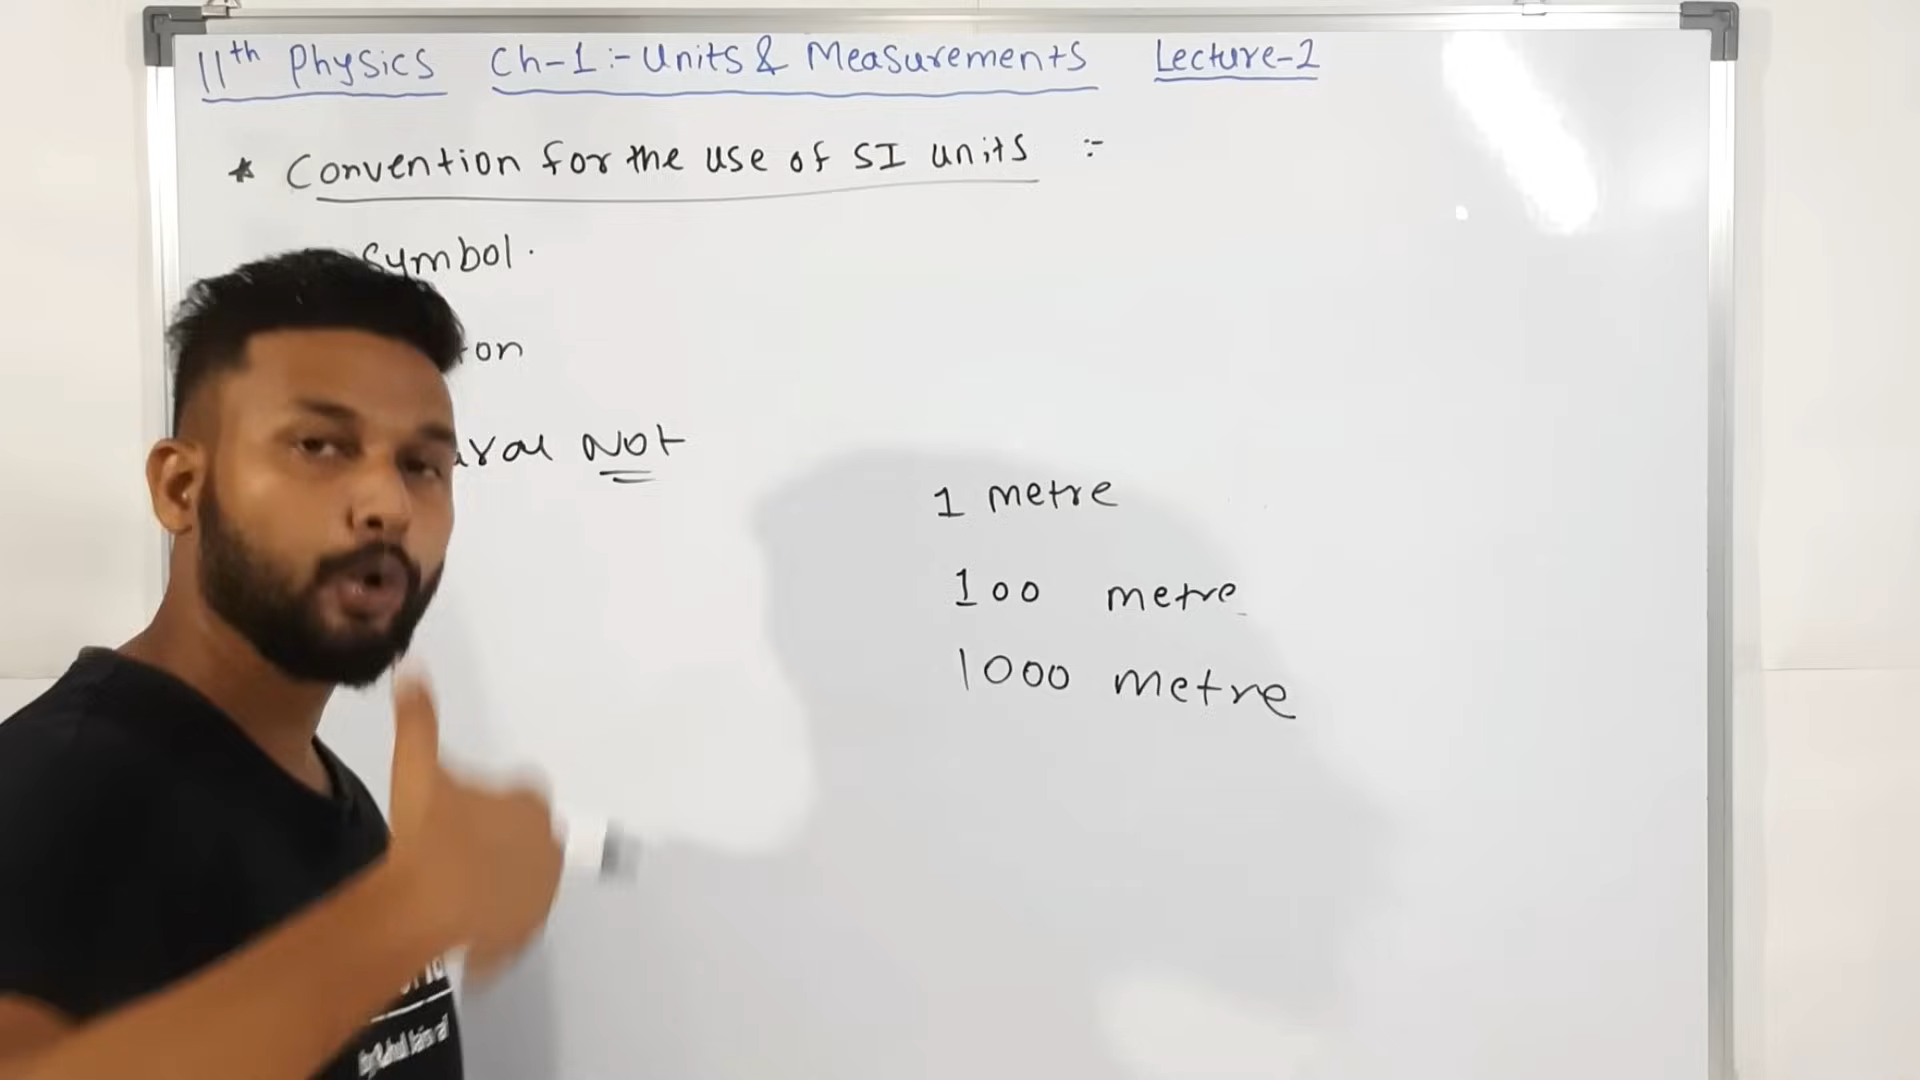 11th Physics Ch-1:- Units & Measurements Lecture-2
* Convention for the use of SI units :-
Symbol.
Not
1 metre
100 metre
1000 metre